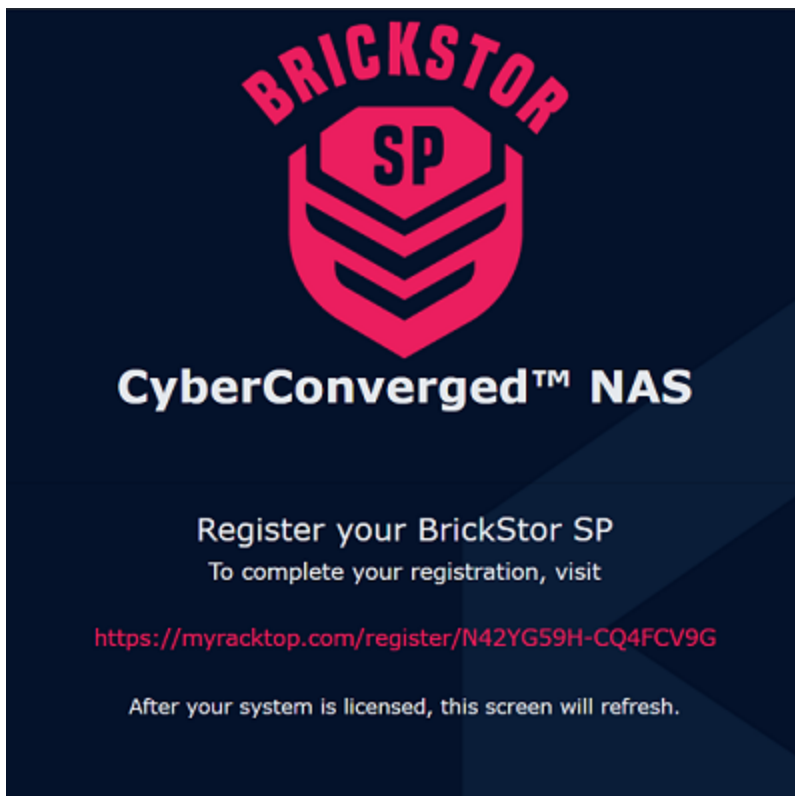 BRICKSTOR
SP
CyberConverged™ NAS
Register your BrickStor SP
To complete your registration, visit
https://myracktop.com/register/N42YG59H-CQ4FCV9G
After your system is licensed, this screen will refresh.